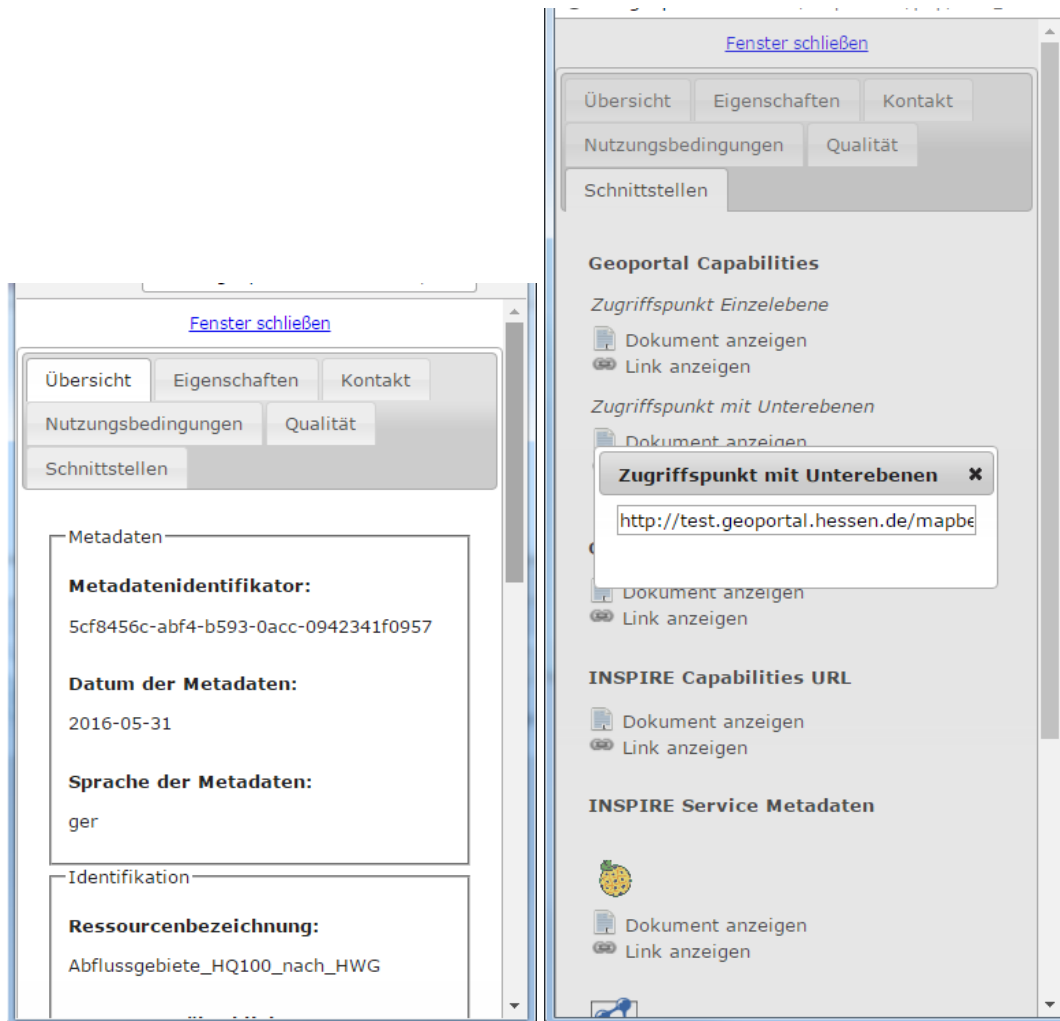 Fenster schließen
Übersicht Eigenschaften Kontakt
Nutzungsbedingungen Qualität
Schnittstellen
Metadaten
Metadatenidentifikator:
5cf8456c-abf4-b593-0acc-0942341f0957
Datum der Metadaten:
2016-05-31
Sprache der Metadaten:
ger
Identifikation
Ressourcenbezeichnung:
Abflussgebiete_HQ100_nach_HWG
Fenster schließen
Übersicht Eigenschaften Kontakt
Nutzungsbedingungen Qualität
Schnittstellen
Geoportal Capabilities
Zugriffspunkt Einzelebene
Dokument anzeigen
Link anzeigen
Zugriffspunkt mit Unterebenen
Dokument anzeigen
Zugriffspunkt mit Unterebenen
http://test.geoportal.hessen.de/mapbe
Dokument anzeigen
Link anzeigen
INSPIRE Capabilities URL
Dokument anzeigen
Link anzeigen
INSPIRE Service Metadaten
Dokument anzeigen
Link anzeigen